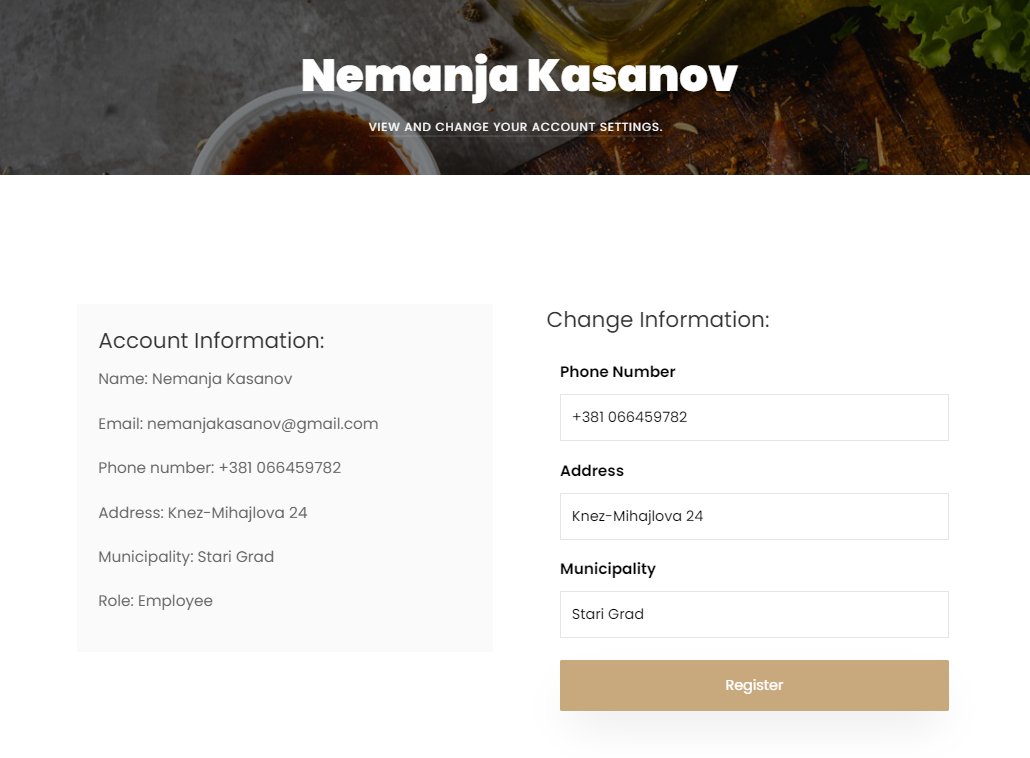 Nemanja Kasanov
VIEW AND CHANGE YOUR ACCOUNT SETTINGS.
Account Information:
Name: Nemanja Kasanov
Email: nemanjakasanov@gmail.com
Phone number: +381 066459782
Address: Knez-Mihajlova 24
Municipality: Stari Grad
Role: Employee
Change Information:
Phone Number
+381 066459782
Address
Knez-Mihajlova 24
Municipality
Stari Grad
Register